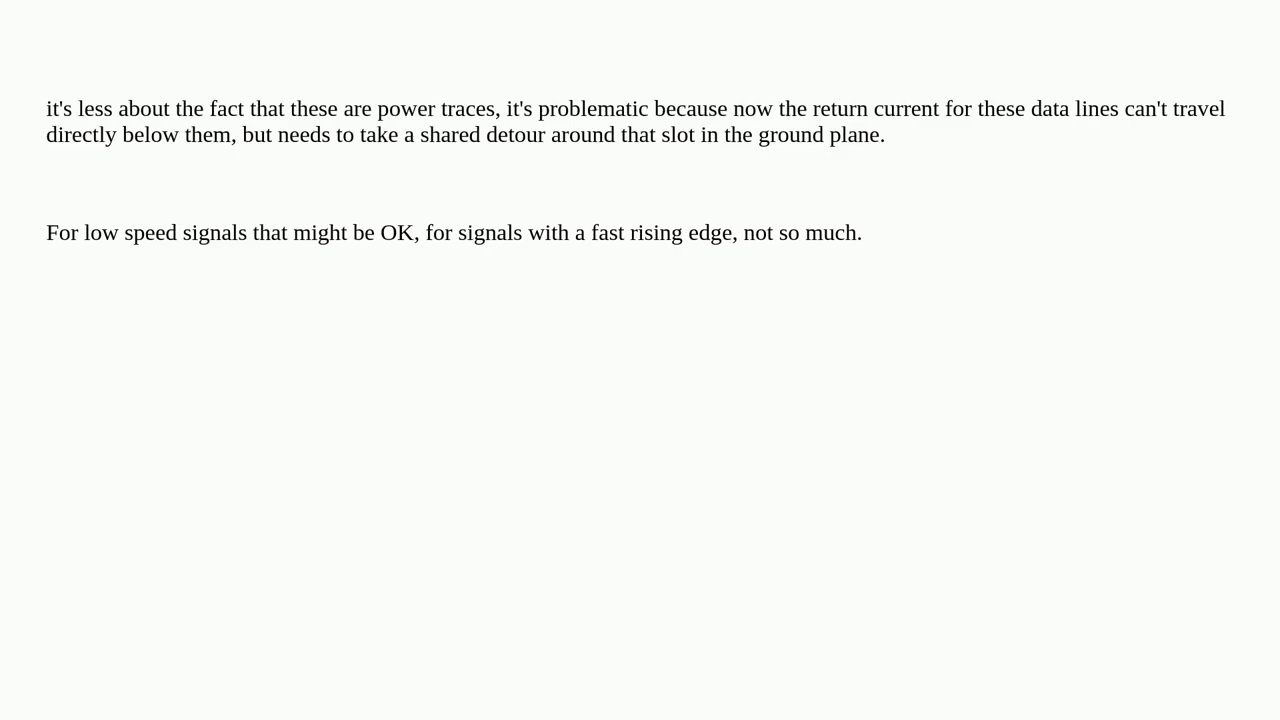 it's less about the fact that these are power traces, it's problematic because now the return current for these data lines can't travel
directly below them, but needs to take a shared detour around that slot in the ground plane.
For low speed signals that might be OK, for signals with a fast rising edge, not so much.